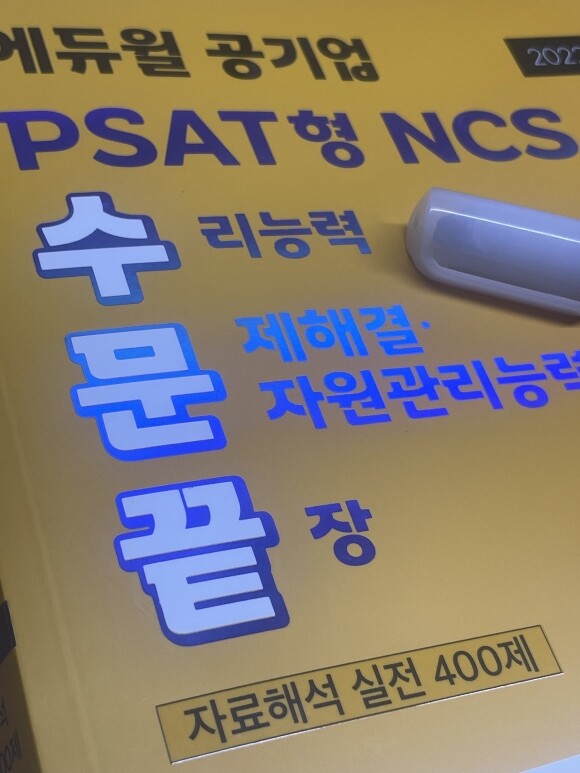 에듀윌 공기업
PSAT형 NCS
수리능력
문제해결·
자원관리능력
끝장
자료해석 실전 400제